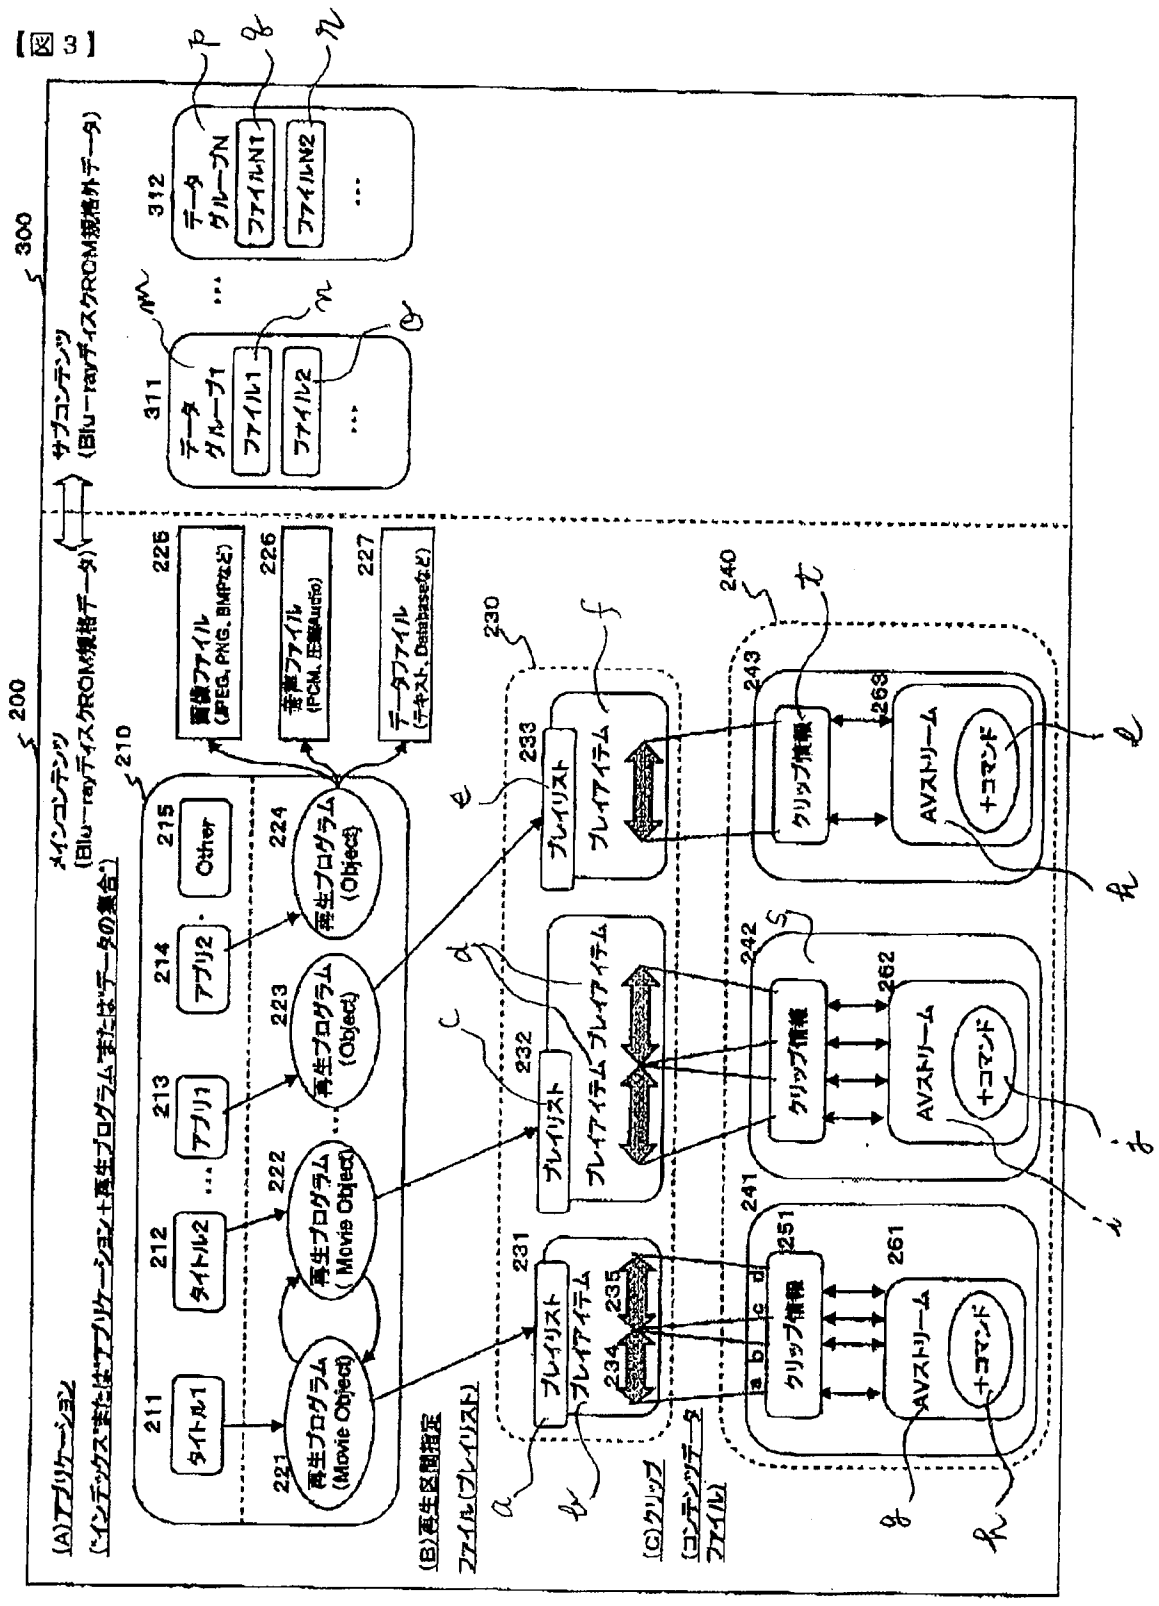 【図3】
200
300
メインコンテンツ
(Blu-rayディスクROM規格データ)
サブコンテンツ
(Blu-rayディスクROM規格外データ)
(A)アプリケーション
("インデックス"または"アプリケーション+再生プログラム"または"データの集合")
210
211
タイトル1
212
タイトル2
...
213
アプリ1
214
アプリ2
215
Other
221
再生プログラム
(Movie Object)
222
再生プログラム
(Movie Object)
...
223
再生プログラム
(Object)
224
再生プログラム
(Object)
225
画像ファイル
(JPEG、PNG、BMPなど)
226
音声ファイル
(PCM、圧縮Audio)
227
データファイル
(テキスト、Databaseなど)
311
データ
グループ1
m
ファイル1
n
ファイル2
o
...
...
312
データ
グループN
p
ファイルN1
q
ファイルN2
r
...
(B)再生区間指定
ファイル(プレイリスト)
230
231
プレイリスト
a
プレイアイテム
b
234
235
232
プレイリスト
c
プレイアイテム
プレイアイテム
d
233
プレイリスト
e
プレイアイテム
f
(C)クリップ
(コンテンツデータ
ファイル)
240
241
a
b
c
d
251
クリップ情報
261
AVストリーム
g
+コマンド
h
242
s
クリップ情報
262
AVストリーム
i
+コマンド
j
243
クリップ情報
t
263
AVストリーム
k
+コマンド
l